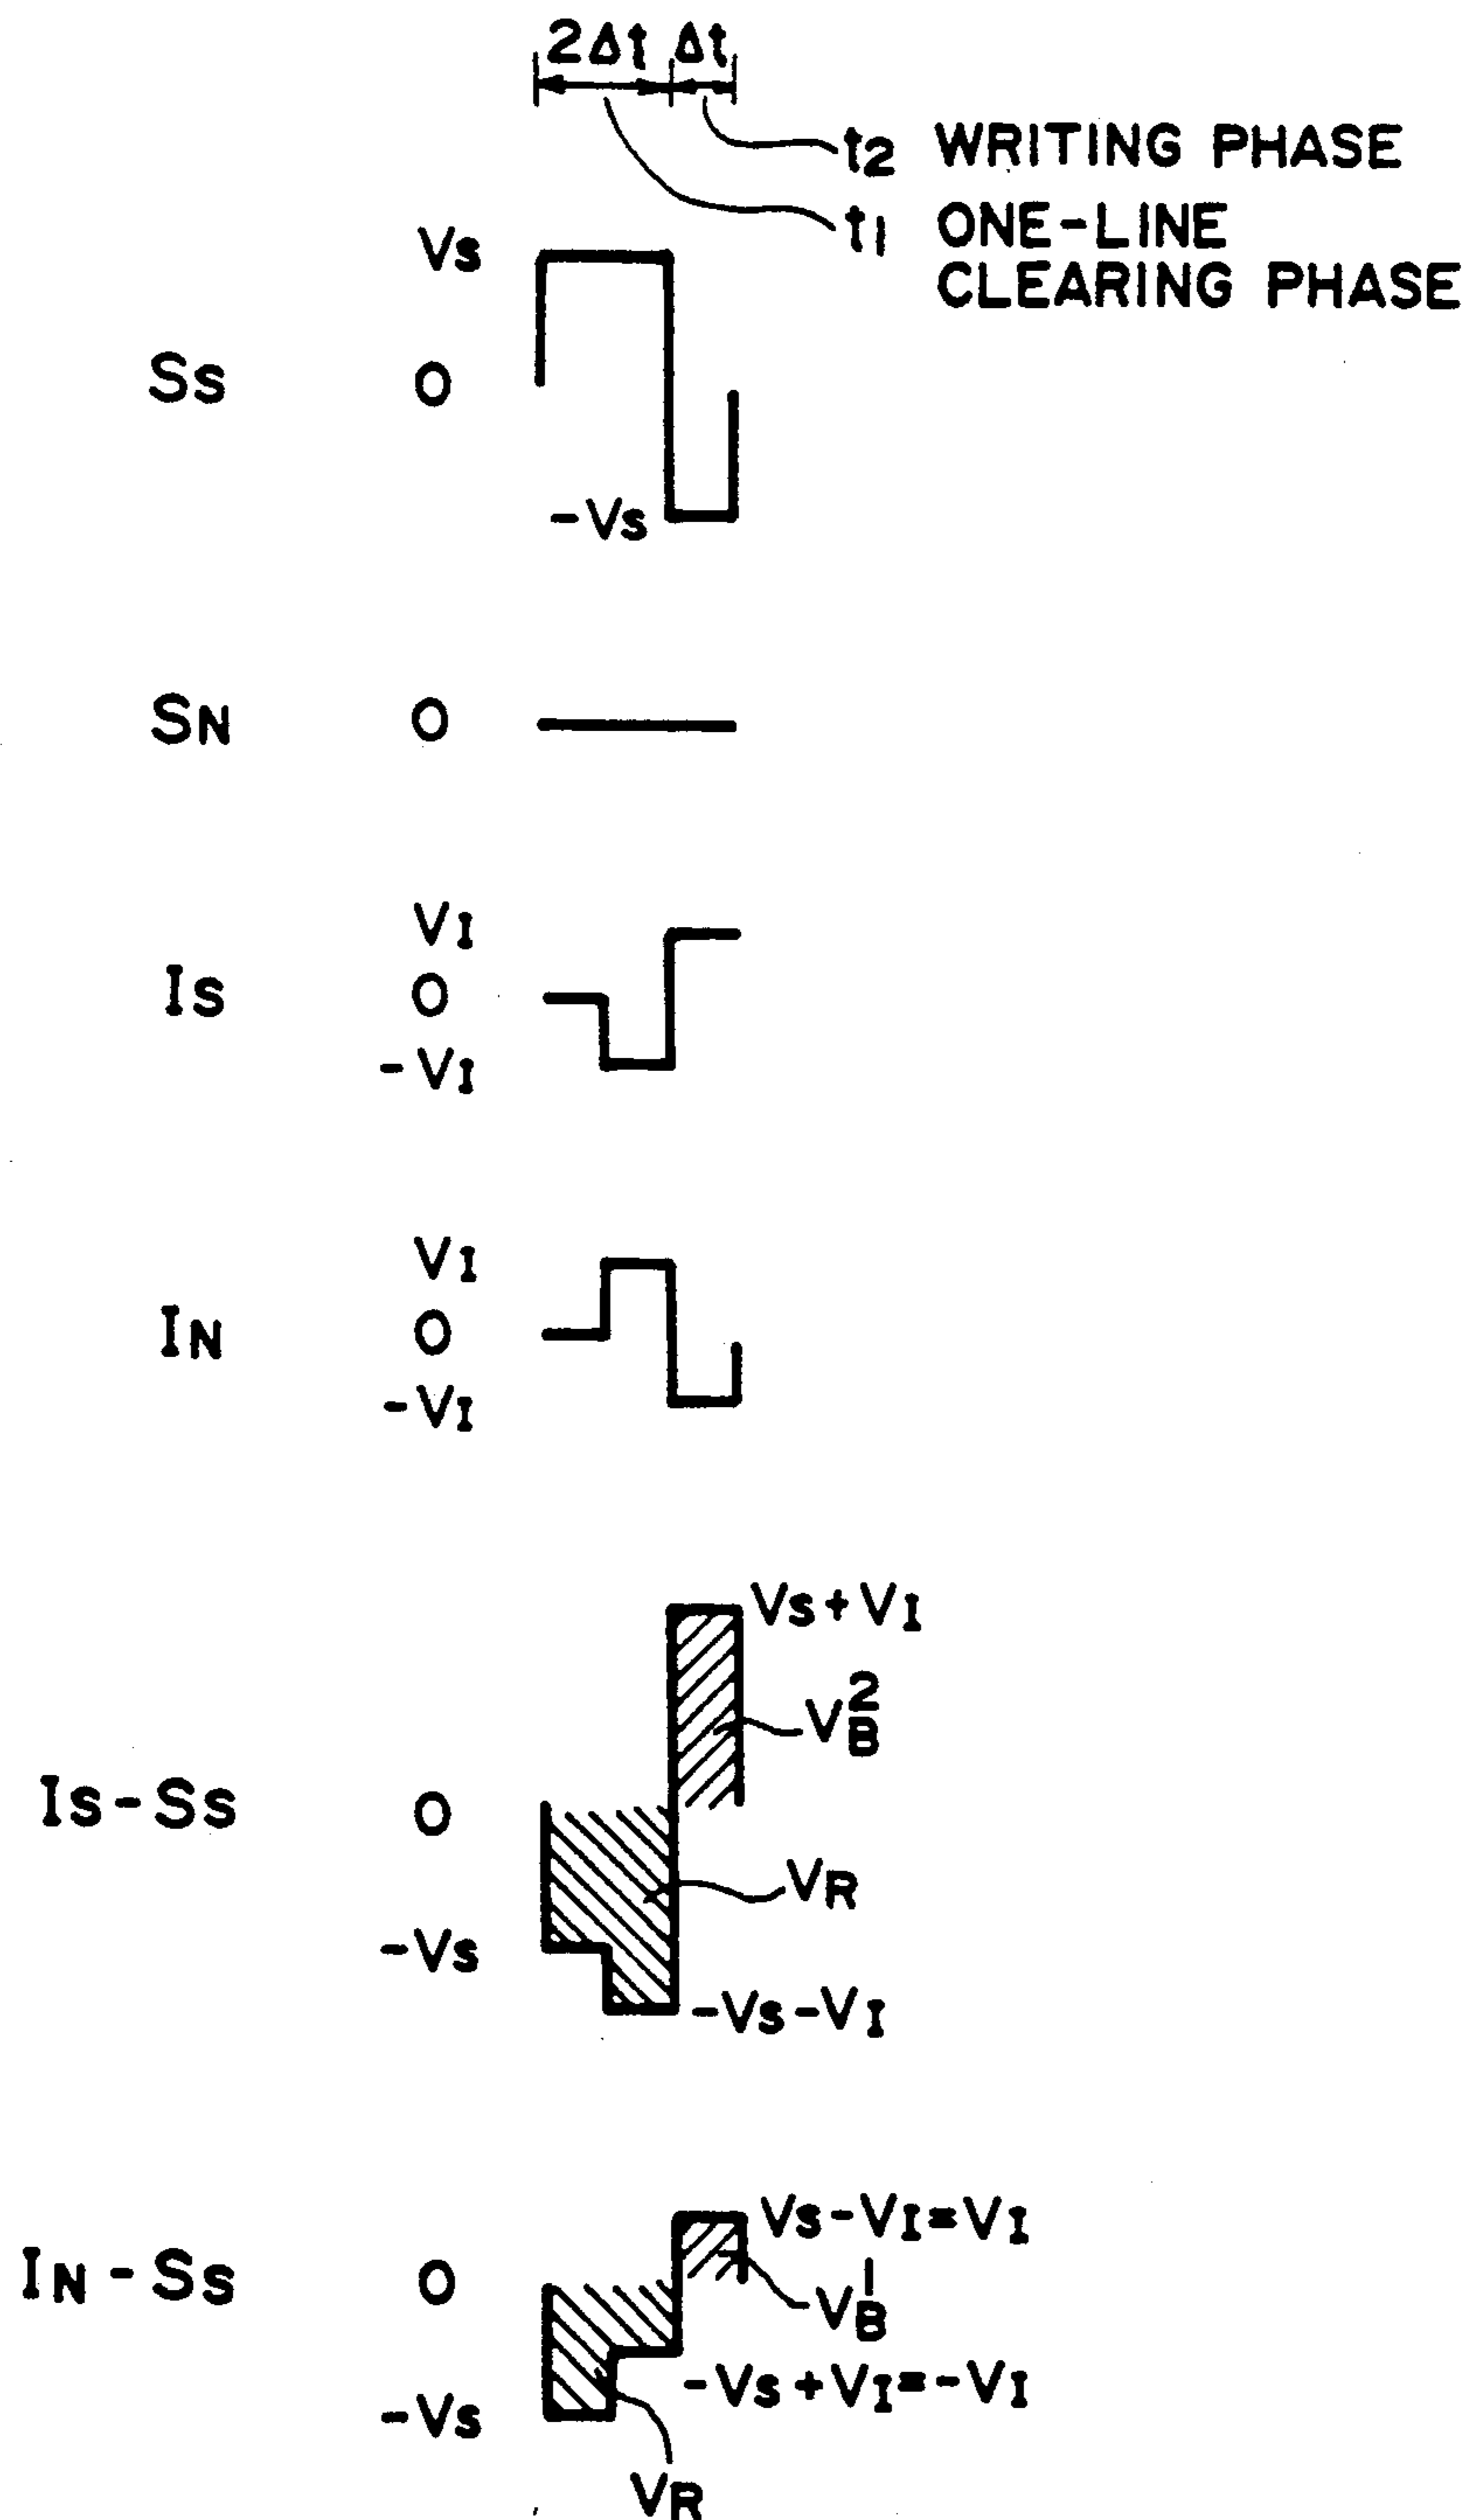 2Δt Δt
t2 WRITING PHASE
t1 ONE-LINE
CLEARING PHASE
Vs
Ss 0
-Vs
SN 0
VI
Is 0
-VI
VI
IN 0
-VI
Vs+VI
V2B
Is-Ss 0
VR
-Vs
-Vs-VI
Vs-VI=VI
IN-Ss 0
V1B
-Vs+VI=-VI
-Vs
VR